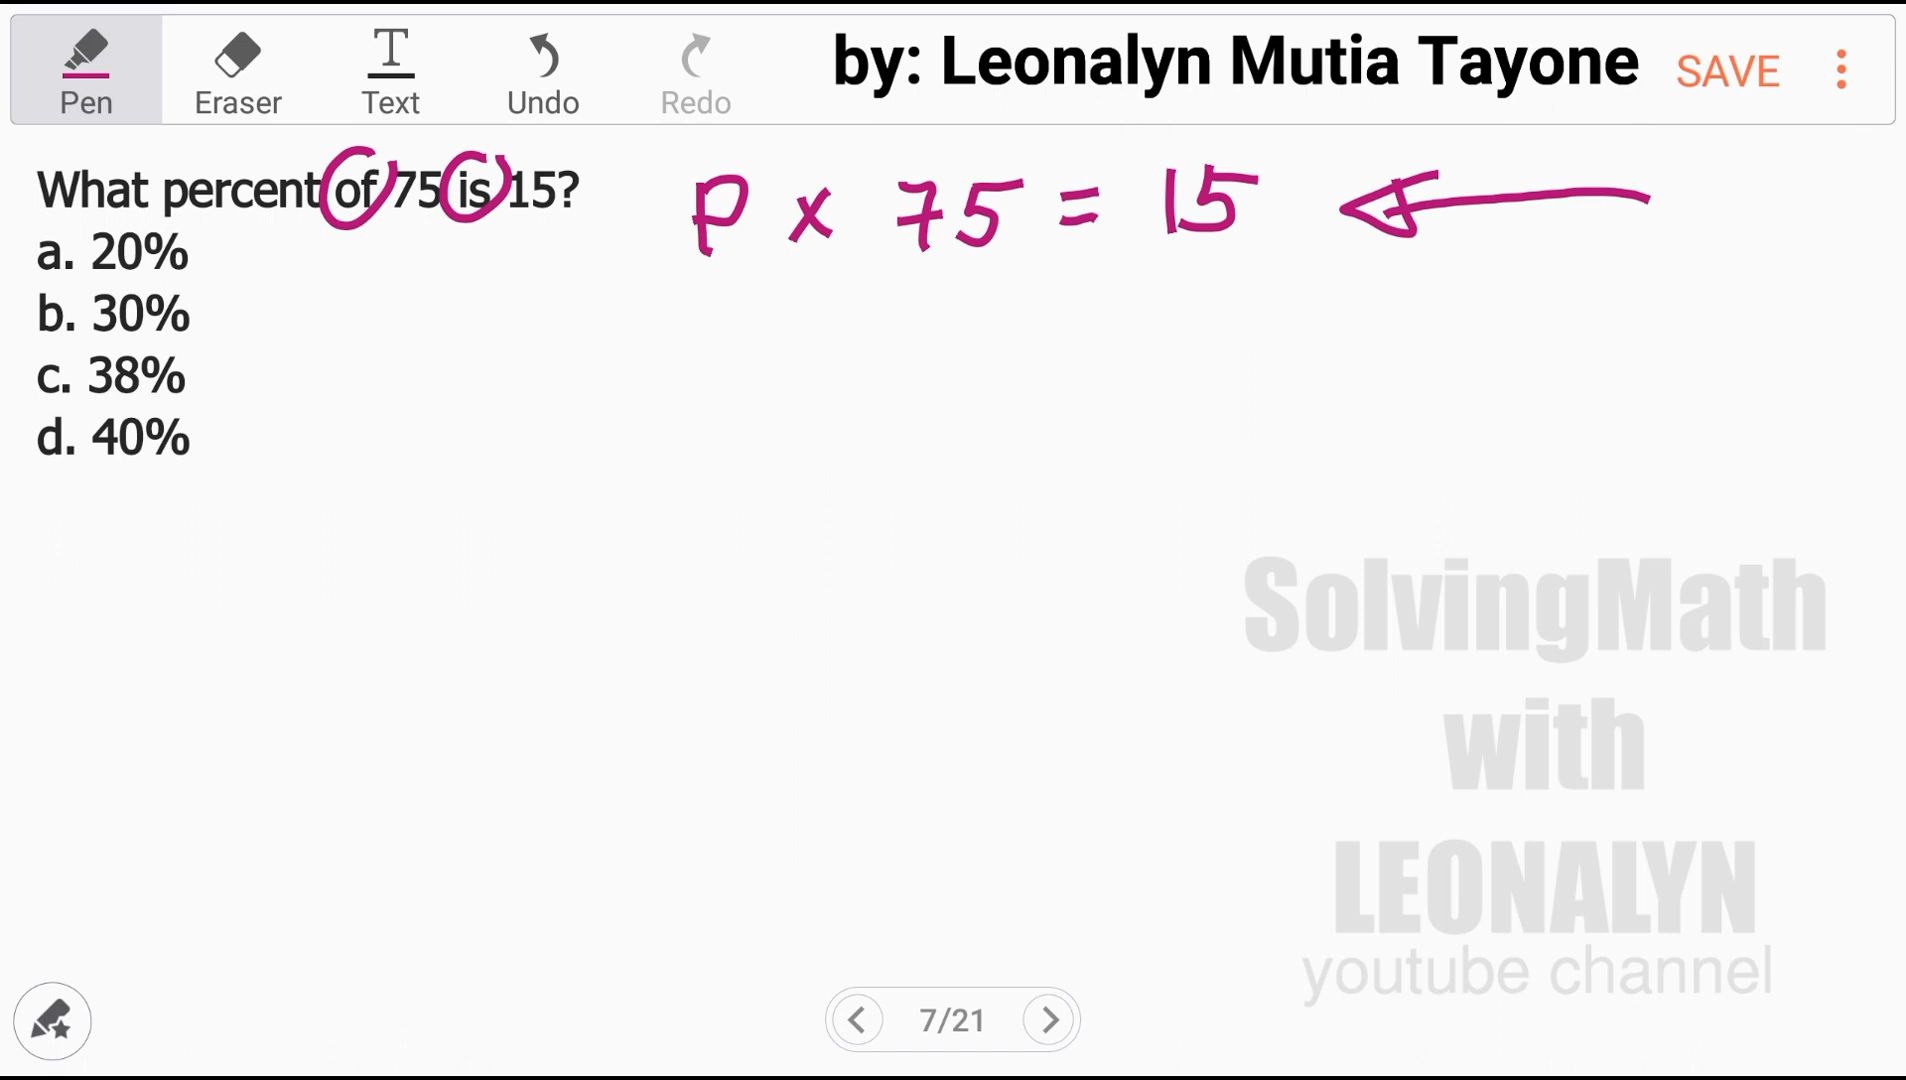 by: Leonalyn Mutia Tayone
SAVE
Pen
Eraser
Text
Undo
Redo
What percent of 75 is 15?
P x 75 = 15
a. 20%
b. 30%
c. 38%
d. 40%
SolvingMath
with
LEONALYN
youtube channel
7/21